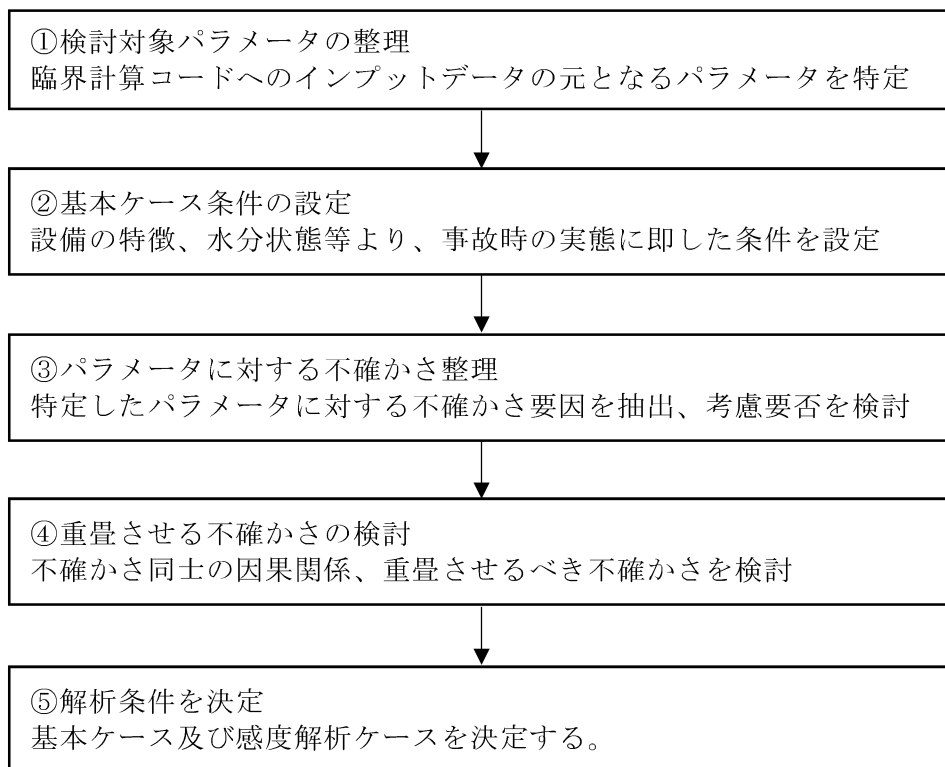 ①検討対象パラメータの整理
臨界計算コードへのインプットデータの元となるパラメータを特定
②基本ケース条件の設定
設備の特徴、水分状態等より、事故時の実態に即した条件を設定
③パラメータに対する不確かさ整理
特定したパラメータに対する不確かさ要因を抽出、考慮要否を検討
④重畳させる不確かさの検討
不確かさ同士の因果関係、重畳させるべき不確かさを検討
⑤解析条件を決定
基本ケース及び感度解析ケースを決定する。